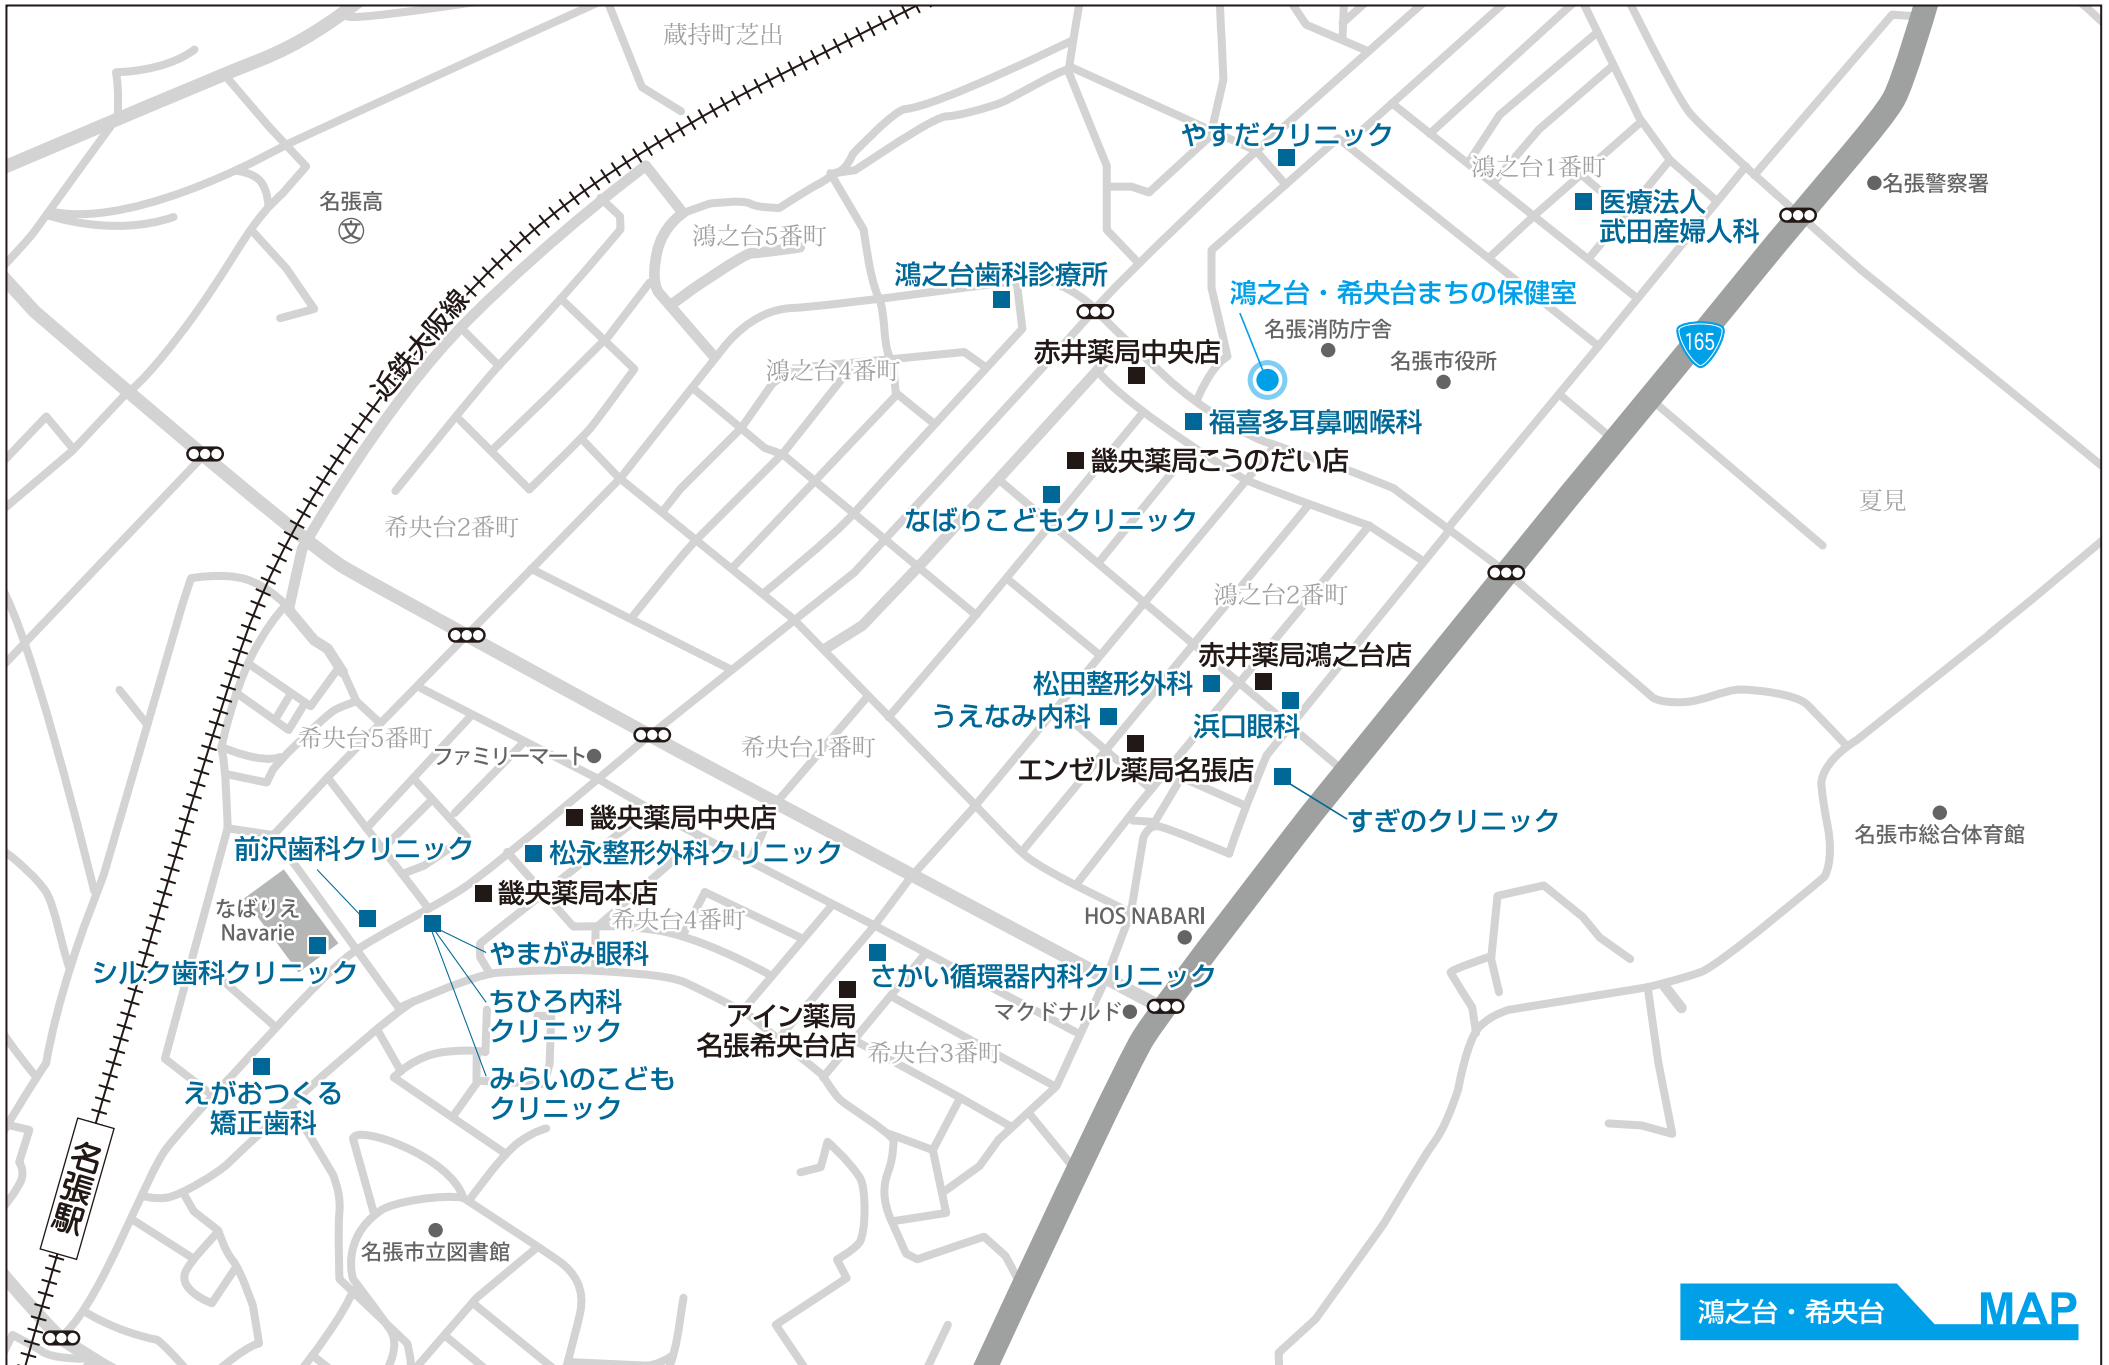 蔵持町芝出
やすだクリニック
鴻之台1番町
名張警察署
医療法人
武田産婦人科
名張高
文
鴻之台5番町
鴻之台歯科診療所
鴻之台・希央台まちの保健室
名張消防庁舎
近鉄大阪線
165
赤井薬局中央店
名張市役所
鴻之台4番町
福喜多耳鼻咽喉科
畿央薬局こうのだい店
夏見
なばりこどもクリニック
希央台2番町
鴻之台2番町
赤井薬局鴻之台店
松田整形外科
うえなみ内科
浜口眼科
希央台5番町
ファミリーマート
希央台1番町
エンゼル薬局名張店
畿央薬局中央店
すぎのクリニック
名張市総合体育館
前沢歯科クリニック
松永整形外科クリニック
畿央薬局本店
なばりえ
Navarie
希央台4番町
HOS NABARI
やまがみ眼科
シルク歯科クリニック
さかい循環器内科クリニック
ちひろ内科
クリニック
アイン薬局
名張希央台店
マクドナルド
希央台3番町
みらいのこども
クリニック
えがおつくる
矯正歯科
名張駅
名張市立図書館
鴻之台・希央台
MAP